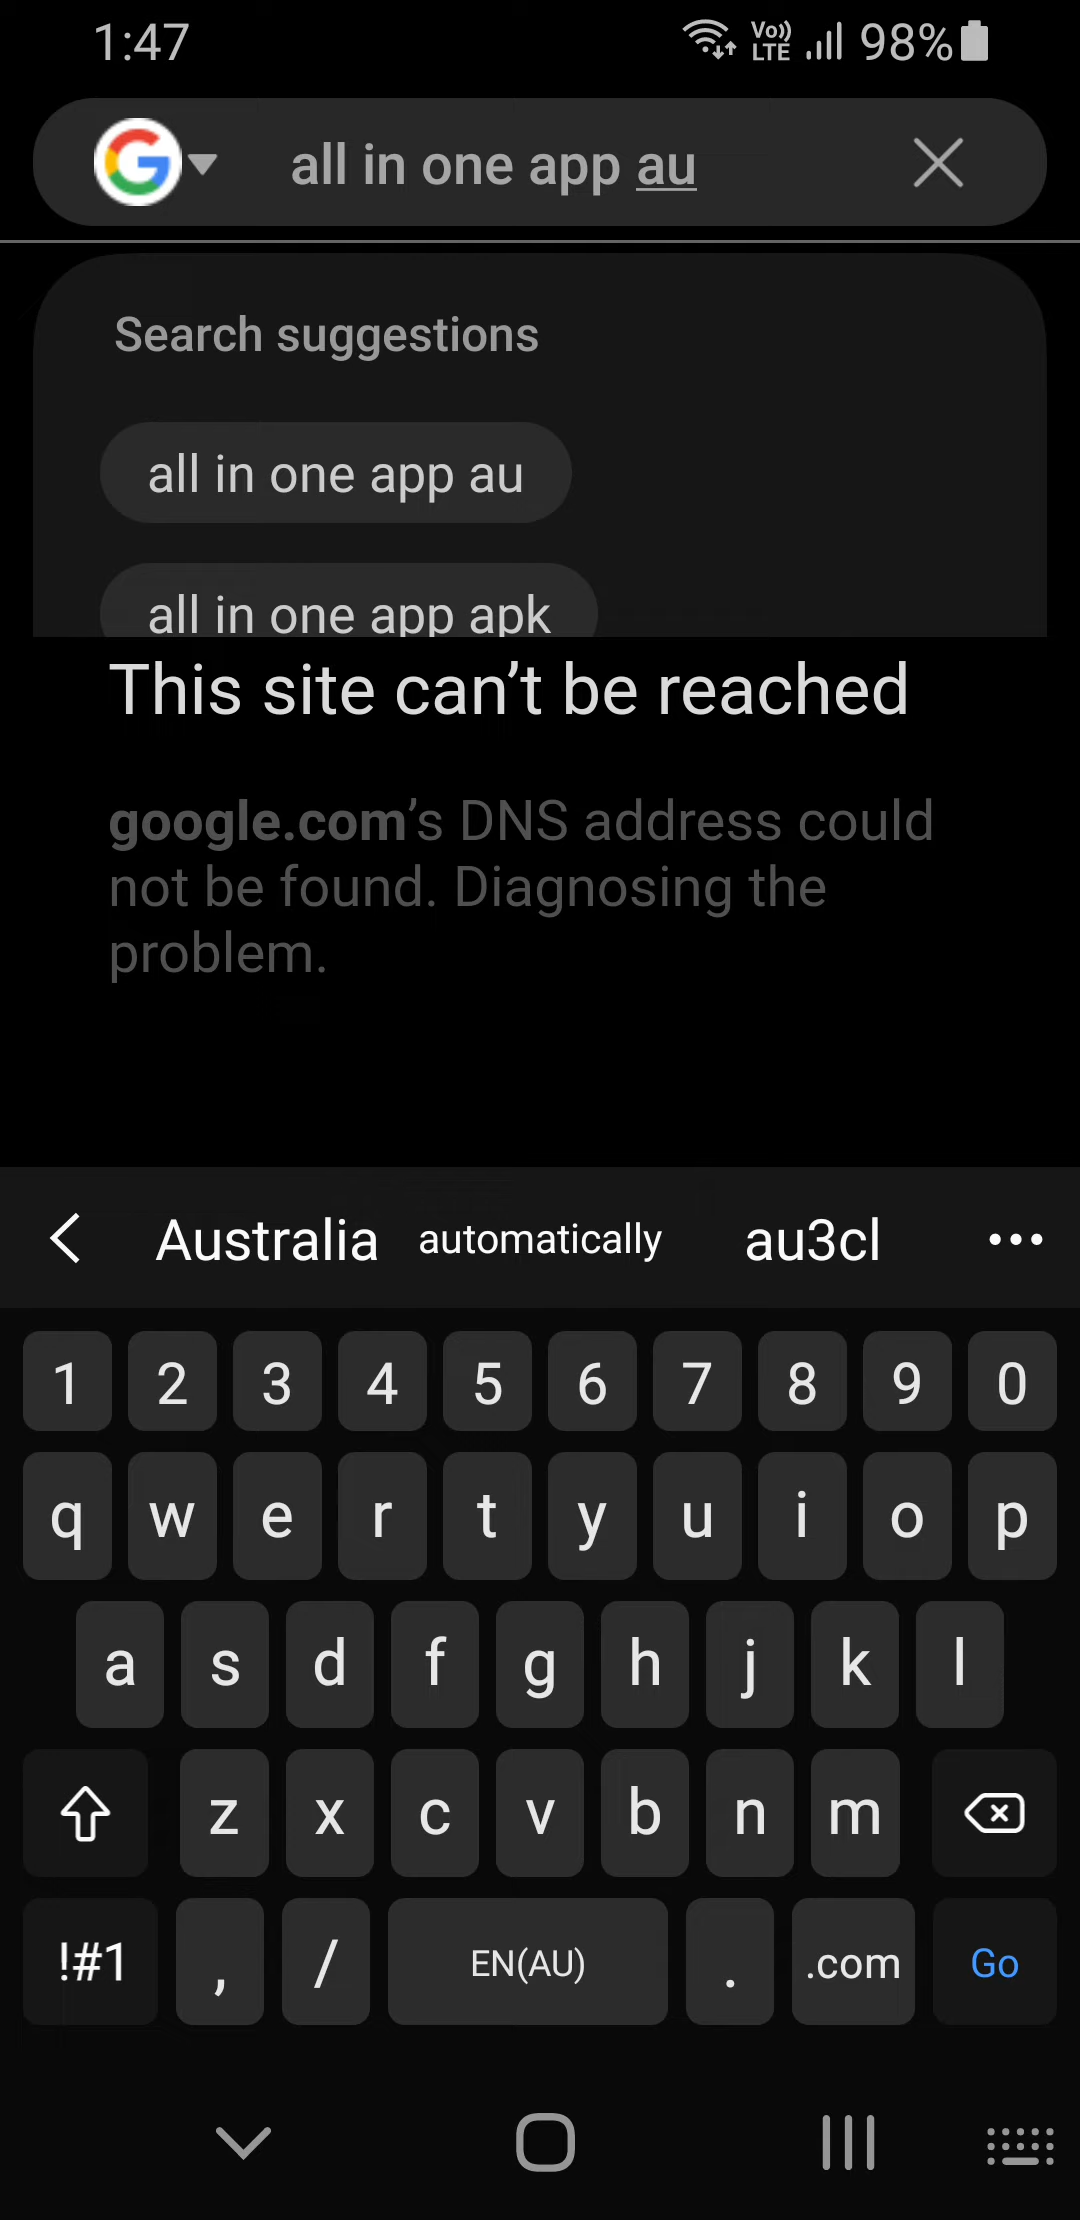 1:47 Vo)) LTE 98%
all in one app au
Search suggestions
all in one app au
all in one app apk
This site can’t be reached
google.com’s DNS address could
not be found. Diagnosing the
problem.
Australia automatically au3cl
1 2 3 4 5 6 7 8 9 0
q w e r t y u i o p
a s d f g h j k l
z x c v b n m
!#1 , / EN(AU) . .com Go